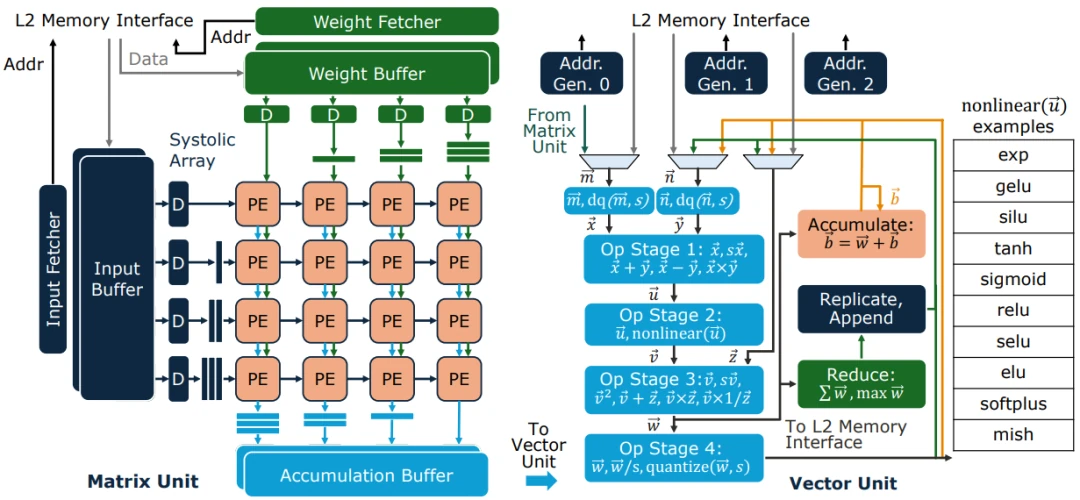 L2 Memory Interface
Addr
Addr
Data
Weight Fetcher
Weight Buffer
D
D
D
D
Systolic
Array
Input Fetcher
Input
Buffer
D
PE
PE
PE
PE
D
PE
PE
PE
PE
D
PE
PE
PE
PE
D
PE
PE
PE
PE
Accumulation Buffer
Matrix Unit
To
Vector
Unit
L2 Memory Interface
Addr.
Gen. 0
Addr.
Gen. 1
Addr.
Gen. 2
From
Matrix
Unit
m⃗
n⃗
m⃗, dq(m⃗, s)
n⃗, dq(n⃗, s)
x⃗
y⃗
Op Stage 1: x⃗, sx⃗,
x⃗ + y⃗, x⃗ − y⃗, x⃗×y⃗
u⃗
Op Stage 2:
u⃗, nonlinear(u⃗)
v⃗
z⃗
Op Stage 3: v⃗, sv⃗,
v⃗², v⃗ + z⃗, v⃗×z⃗, v⃗×1/z⃗
w⃗
Op Stage 4:
w⃗, w⃗/s, quantize(w⃗, s)
b⃗
Accumulate:
b⃗ = w⃗ + b⃗
Replicate,
Append
Reduce:
∑ w⃗, max w⃗
To L2 Memory
Interface
Vector Unit
nonlinear(u⃗)
examples
exp
gelu
silu
tanh
sigmoid
relu
selu
elu
softplus
mish